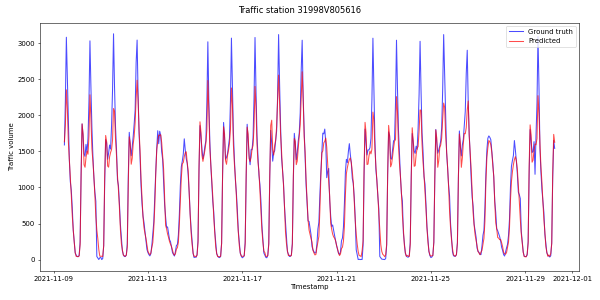 Traffic station 31998V805616
Ground truth
Predicted
3000
2500
2000
1500
1000
500
0
Traffic volume
2021-11-09
2021-11-13
2021-11-17
2021-11-21
2021-11-25
2021-11-29
2021-12-01
Timestamp